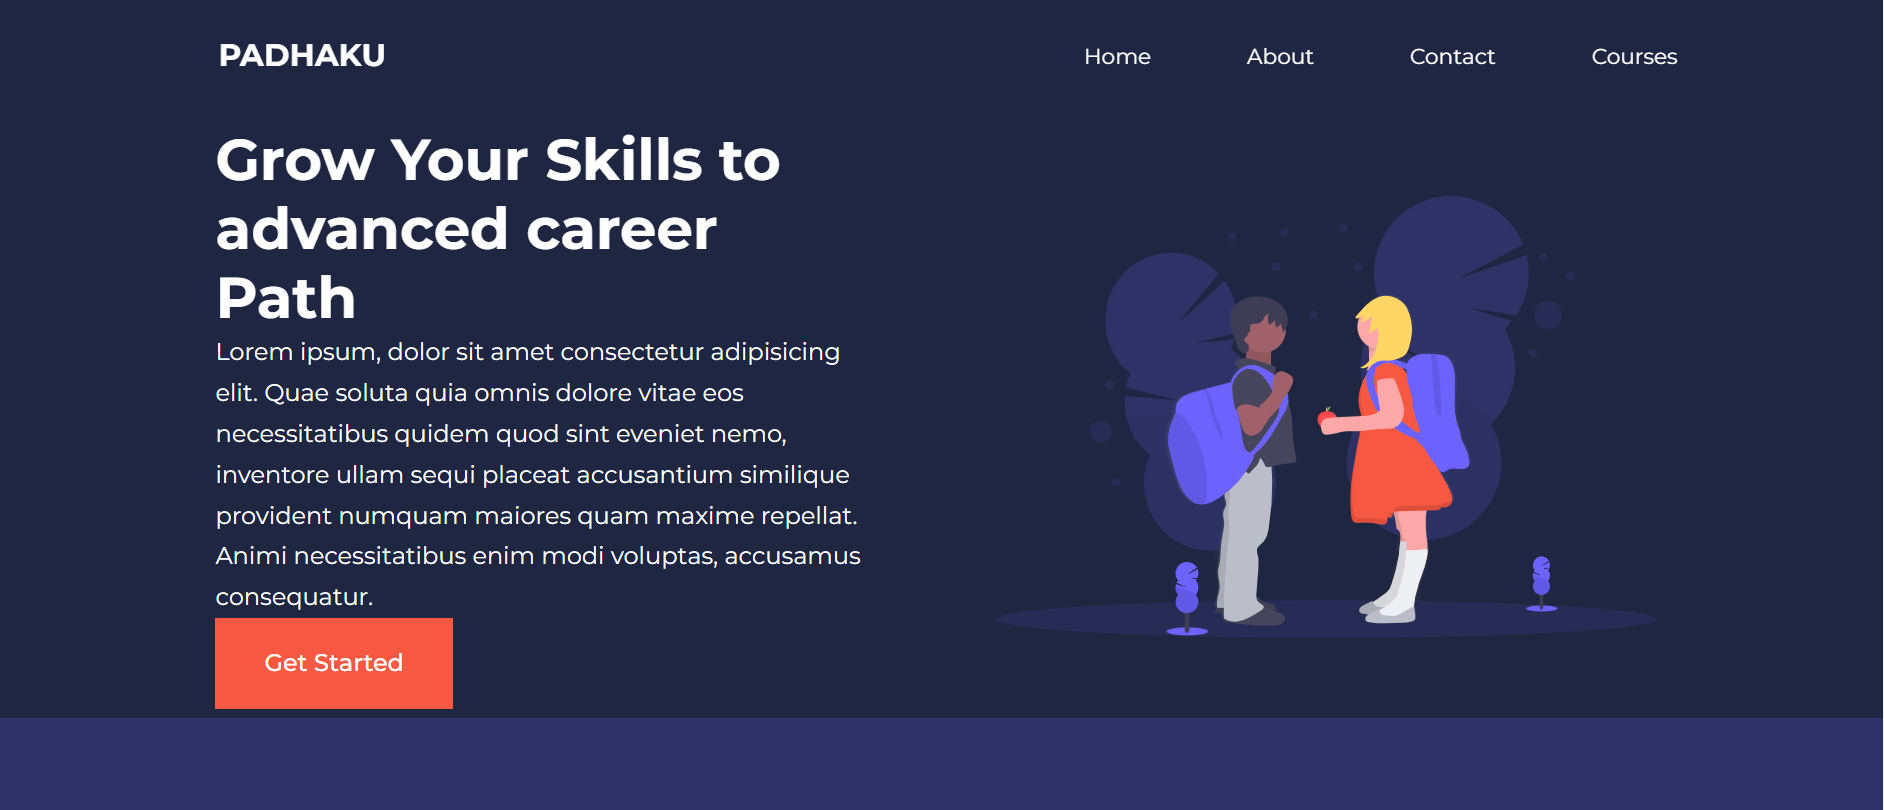 PADHAKU
Home About Contact Courses
Grow Your Skills to
advanced career
Path
Lorem ipsum, dolor sit amet consectetur adipisicing
elit. Quae soluta quia omnis dolore vitae eos
necessitatibus quidem quod sint eveniet nemo,
inventore ullam sequi placeat accusantium similique
provident numquam maiores quam maxime repellat.
Animi necessitatibus enim modi voluptas, accusamus
consequatur.
Get Started